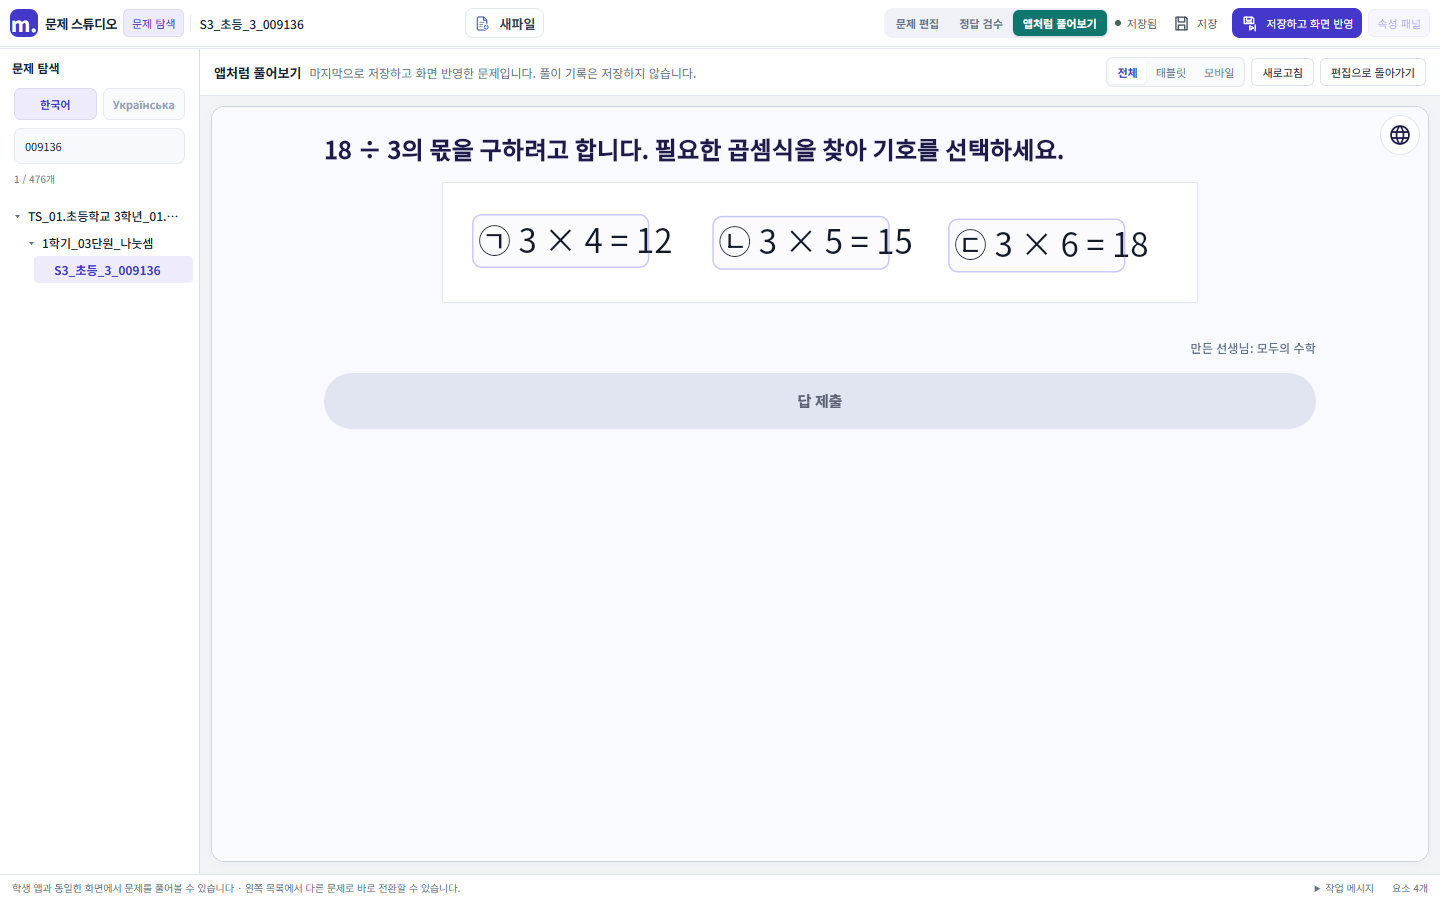 m. 문제 스튜디오 문제 탐색 S3_초등_3_009136 새파일 문제 편집 정답 검수 앱처럼 풀어보기 저장됨 저장 저장하고 화면 반영 속성 패널
문제 탐색
한국어 Українська
009136
1 / 476개
TS_01.초등학교 3학년_01.…
1학기_03단원_나눗셈
S3_초등_3_009136
앱처럼 풀어보기 마지막으로 저장하고 화면 반영한 문제입니다. 풀이 기록은 저장하지 않습니다. 전체 태블릿 모바일 새로고침 편집으로 돌아가기
18 ÷ 3의 몫을 구하려고 합니다. 필요한 곱셈식을 찾아 기호를 선택하세요.
㉠ 3 × 4 = 12 ㉡ 3 × 5 = 15 ㉢ 3 × 6 = 18
만든 선생님: 모두의 수학
답 제출
학생 앱과 동일한 화면에서 문제를 풀어볼 수 있습니다 · 왼쪽 목록에서 다른 문제로 바로 전환할 수 있습니다. ▶ 작업 메시지 요소 4개